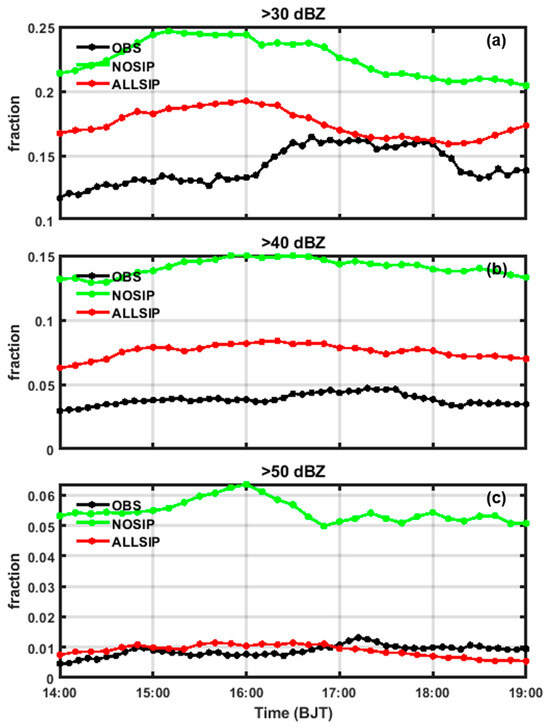 >30 dBZ
0.25
(a)
OBS
NOSIP
ALLSIP
0.2
0.15
0.1
fraction
>40 dBZ
0.15
(b)
OBS
NOSIP
ALLSIP
0.1
0.05
0
fraction
>50 dBZ
0.06
(c)
OBS
NOSIP
ALLSIP
0.05
0.04
0.03
0.02
0.01
0
fraction
14:00 15:00 16:00 17:00 18:00 19:00
Time (BJT)